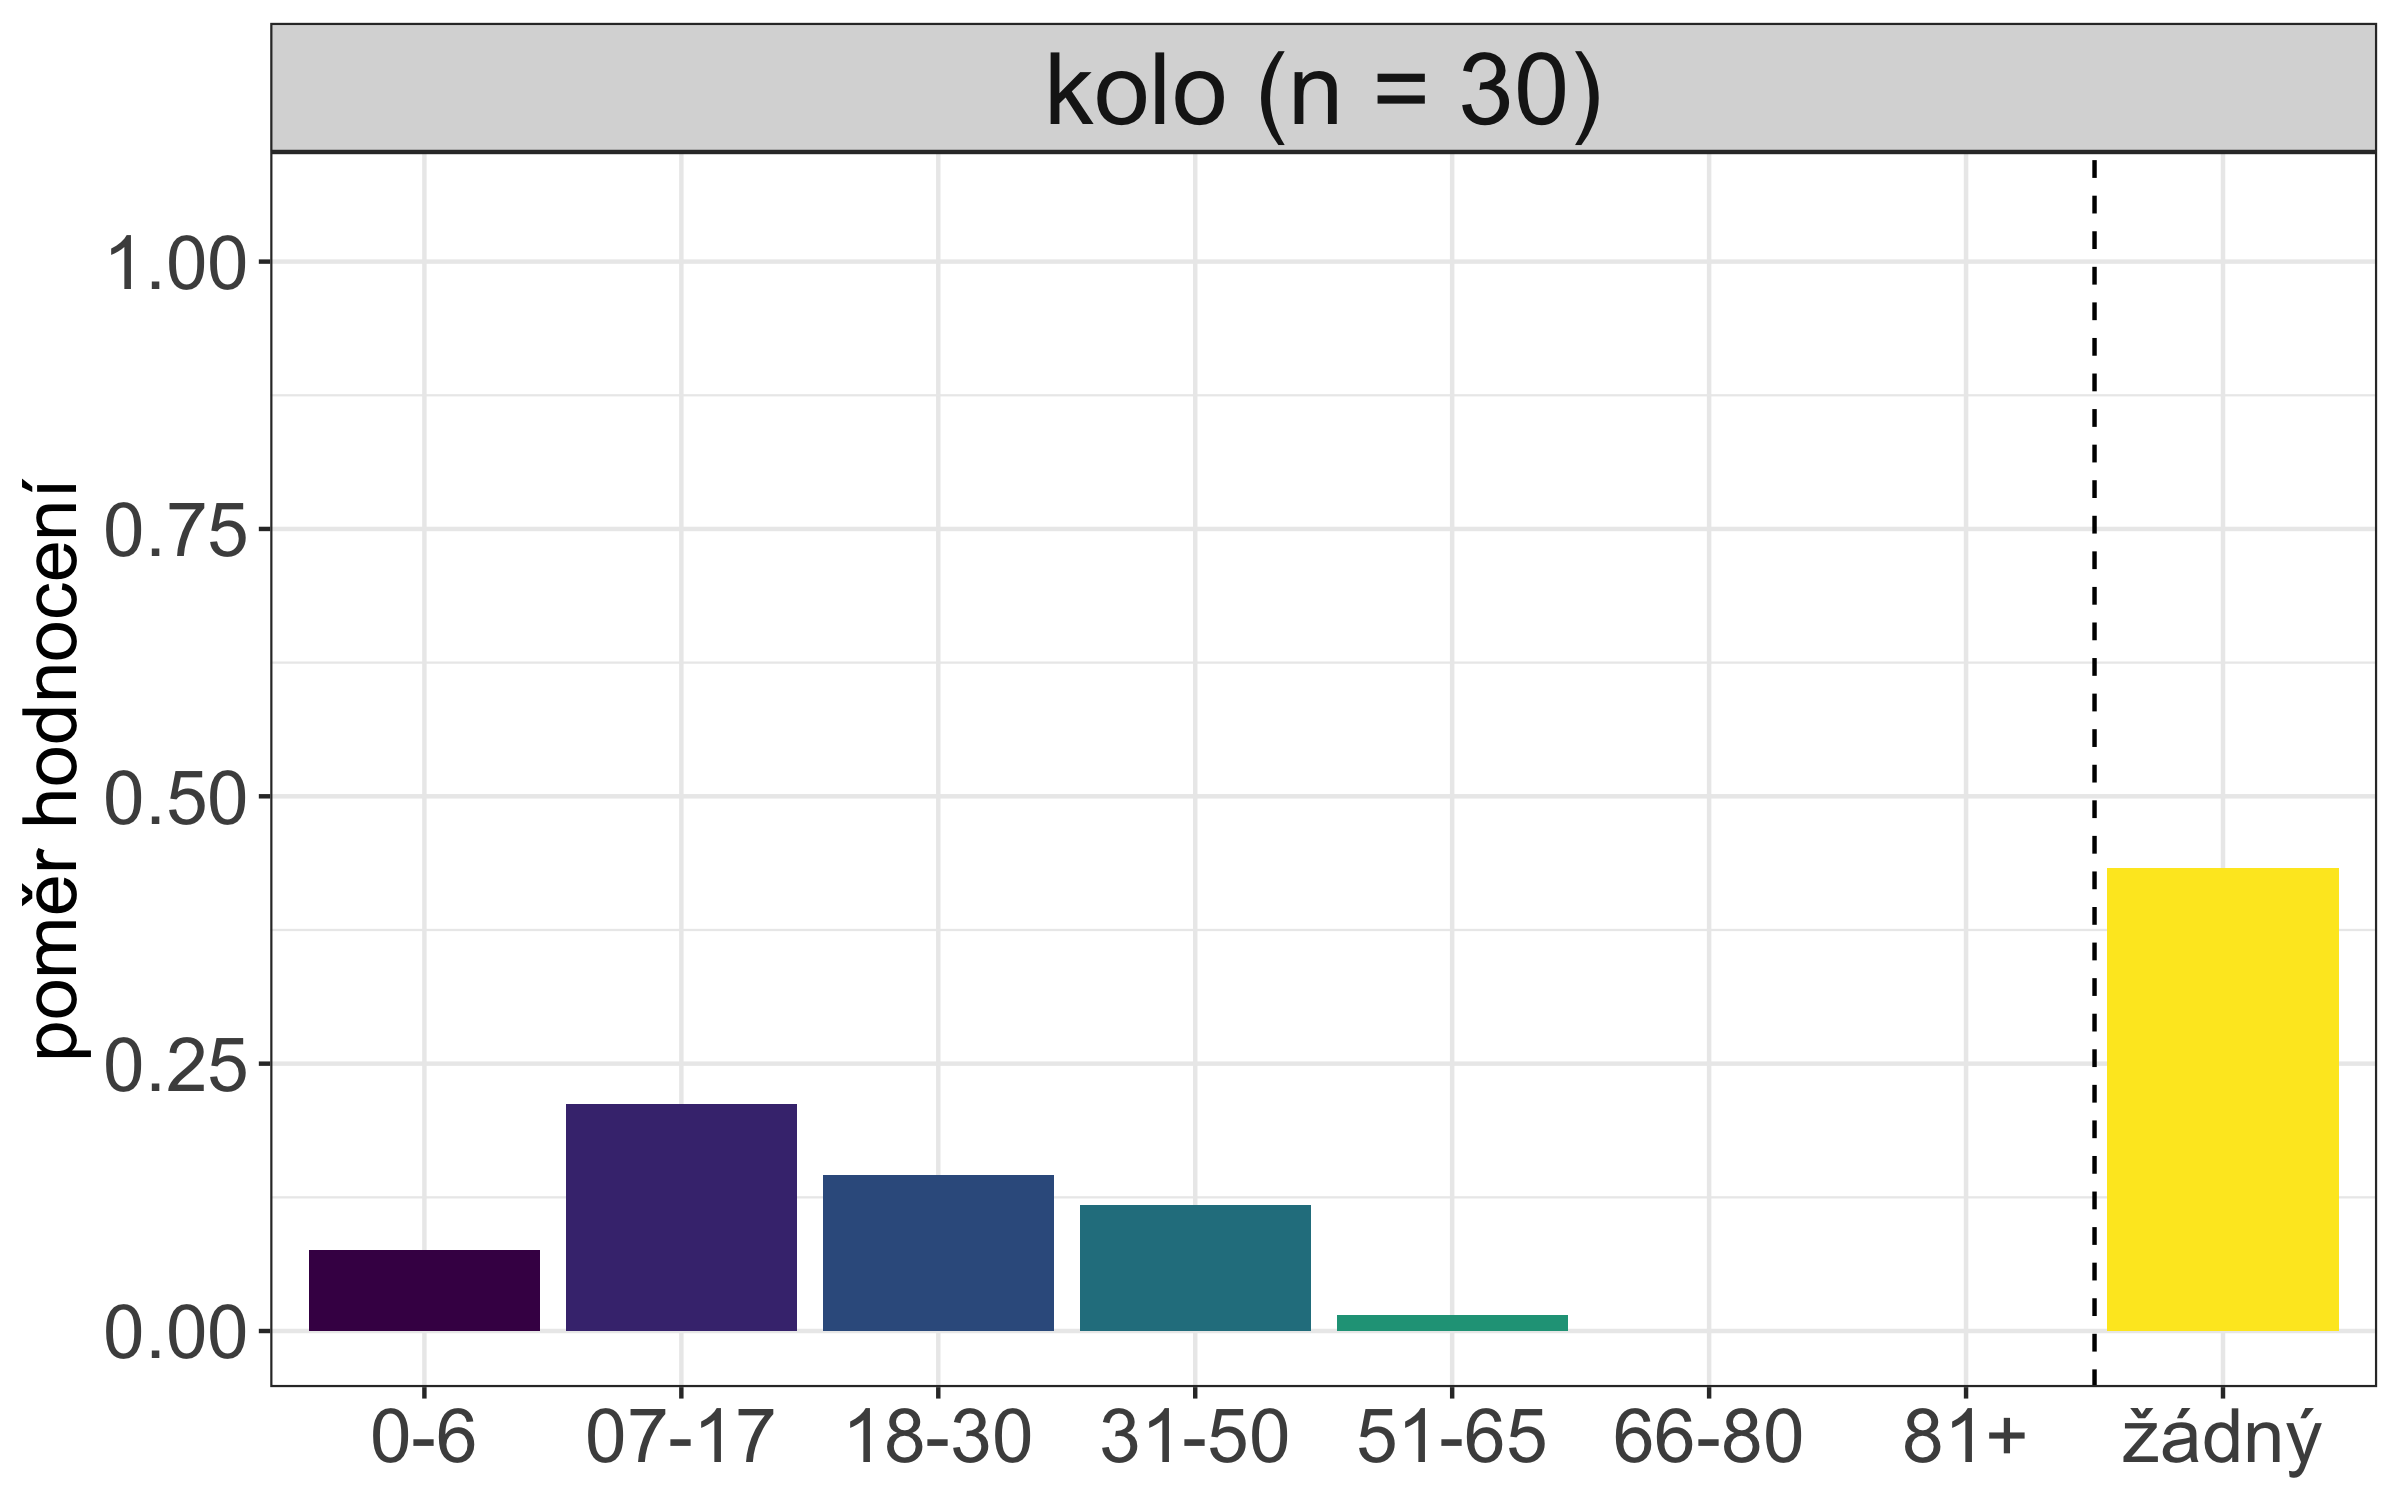 kolo (n = 30)
poměr hodnocení
1.00
0.75
0.50
0.25
0.00
0-6 07-17 18-30 31-50 51-65 66-80 81+ žádný